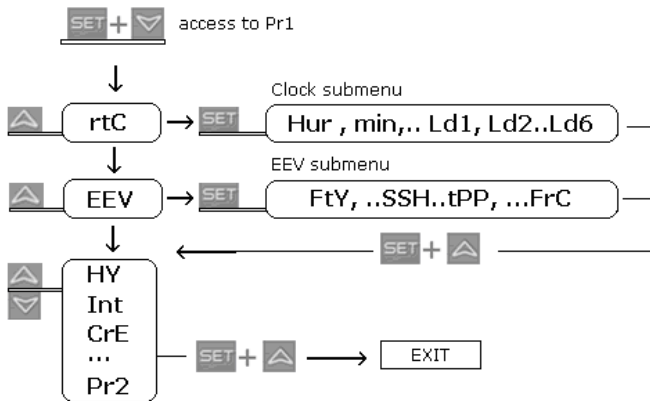 SET + access to Pr1
Clock submenu
rtC SET Hur , min,.. Ld1, Ld2..Ld6
EEV submenu
EEV SET FtY, ..SSH..tPP, ...FrC
SET +
HY
Int
CrE
...
Pr2
SET + EXIT